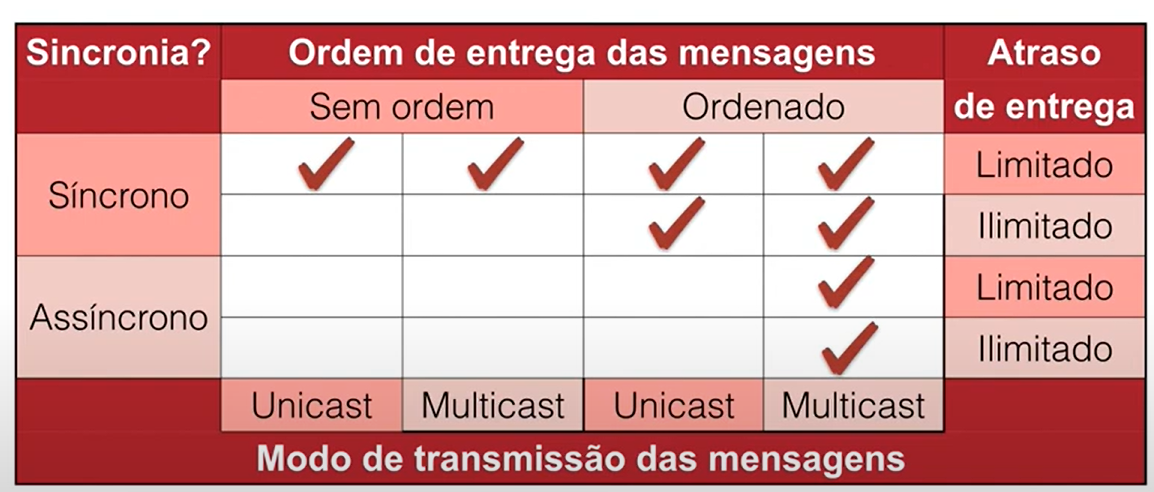 Sincronia? Ordem de entrega das mensagens Atraso
Sem ordem Ordenado de entrega
Síncrono
Limitado
Ilimitado
Assíncrono
Limitado
Ilimitado
Unicast Multicast Unicast Multicast
Modo de transmissão das mensagens